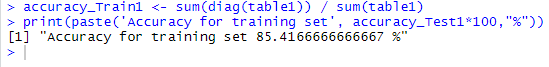 > accuracy_Train1 <- sum(diag(table1)) / sum(table1)
> print(paste('Accuracy for training set', accuracy_Test1*100,"%"))
[1] "Accuracy for training set 85.4166666666667 %"
>